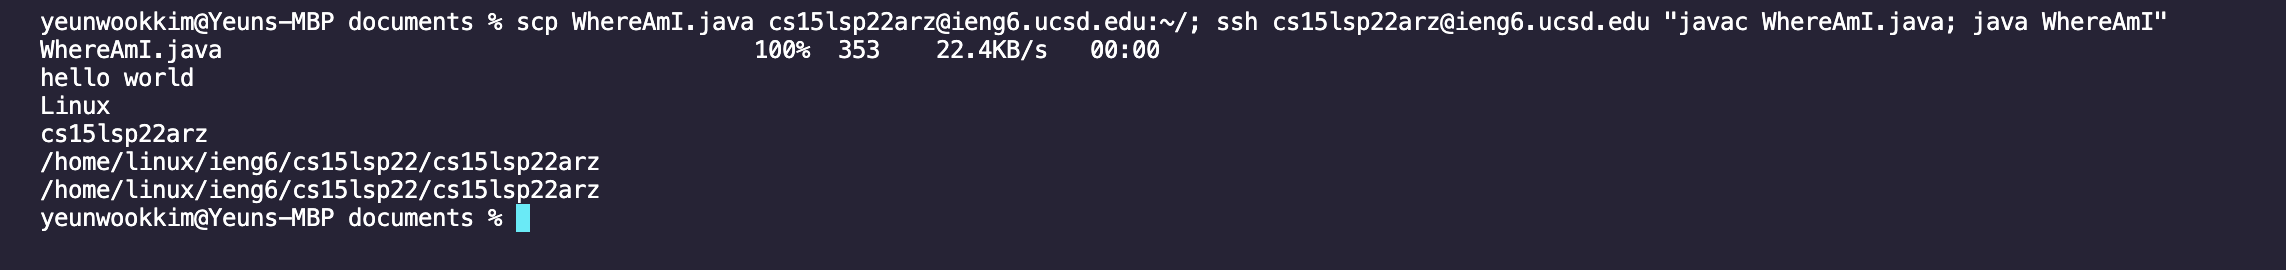 yeunwookkim@Yeuns-MBP documents % scp WhereAmI.java cs15lsp22arz@ieng6.ucsd.edu:~/; ssh cs15lsp22arz@ieng6.ucsd.edu "javac WhereAmI.java; java WhereAmI"
WhereAmI.java 100% 353 22.4KB/s 00:00
hello world
Linux
cs15lsp22arz
/home/linux/ieng6/cs15lsp22/cs15lsp22arz
/home/linux/ieng6/cs15lsp22/cs15lsp22arz
yeunwookkim@Yeuns-MBP documents %